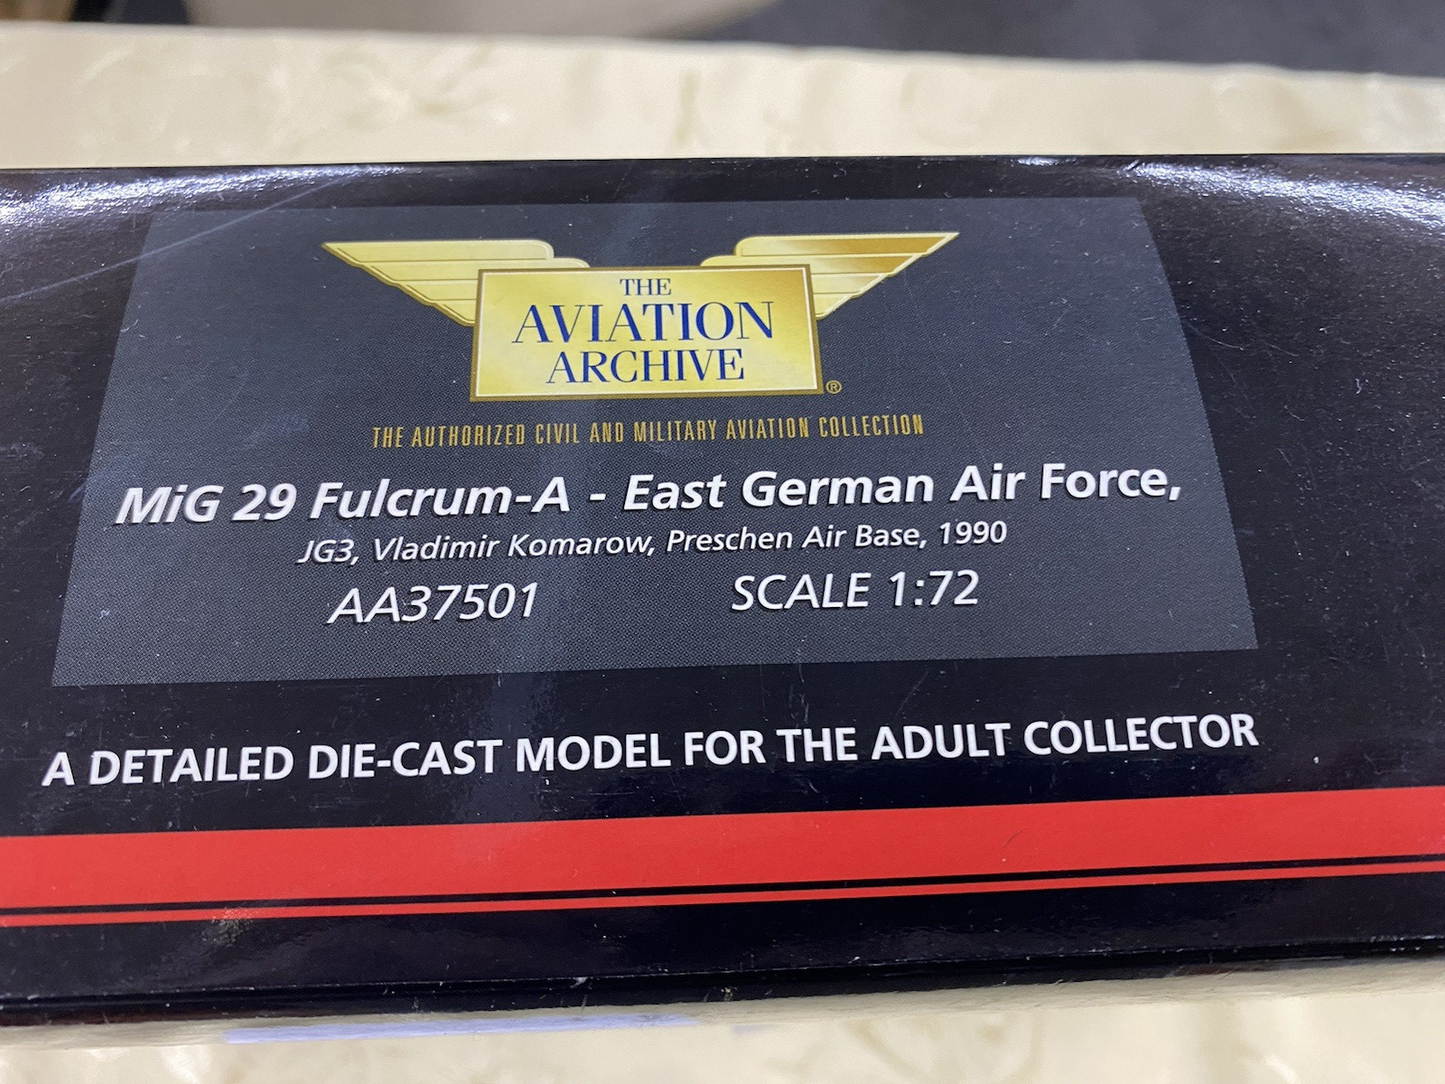 THE
AVIATION
ARCHIVE
®
THE AUTHORIZED CIVIL AND MILITARY AVIATION COLLECTION
MiG 29 Fulcrum-A - East German Air Force,
JG3, Vladimir Komarow, Preschen Air Base, 1990
AA37501 SCALE 1:72
A DETAILED DIE-CAST MODEL FOR THE ADULT COLLECTOR